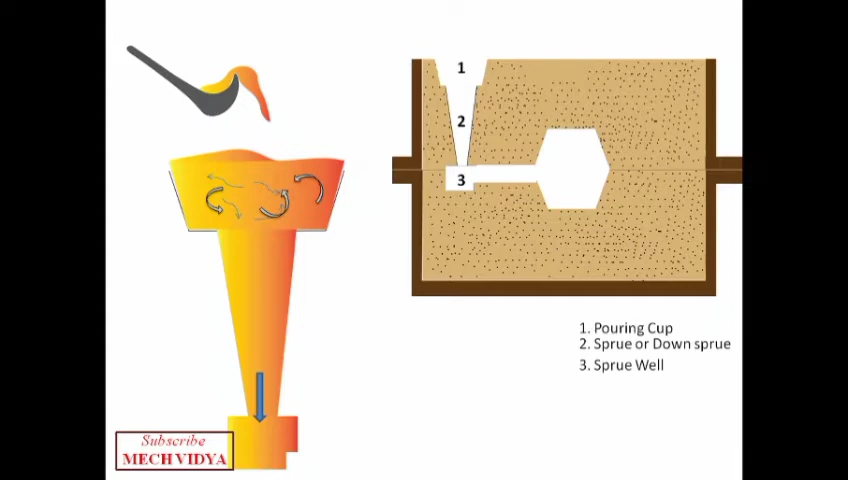 1
2
3
1. Pouring Cup
2. Sprue or Down sprue
3. Sprue Well
Subscribe
MECH VIDYA